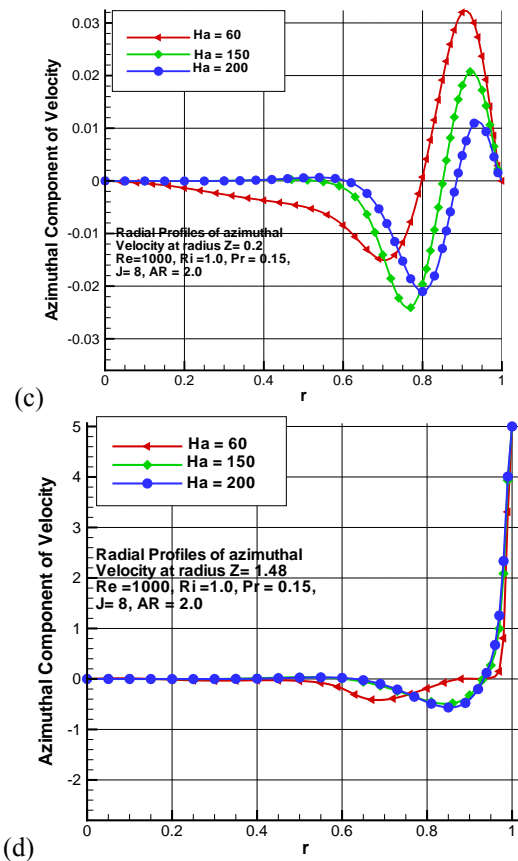 0.03
0.02
0.01
0
-0.01
-0.02
-0.03
Azimuthal Component of Velocity
Ha = 60
Ha = 150
Ha = 200
Radial Profiles of azimuthal
Velocity at radius Z= 0.2
Re=1000, Ri =1.0, Pr = 0.15,
J= 8, AR = 2.0
0 0.2 0.4 0.6 0.8 1
r
(c)
5
4
3
2
1
0
-1
-2
Azimuthal Component of Velocity
Ha = 60
Ha = 150
Ha = 200
Radial Profiles of azimuthal
Velocity at radius Z= 1.48
Re =1000, Ri =1.0, Pr = 0.15,
J= 8, AR = 2.0
0 0.2 0.4 0.6 0.8 1
r
(d)